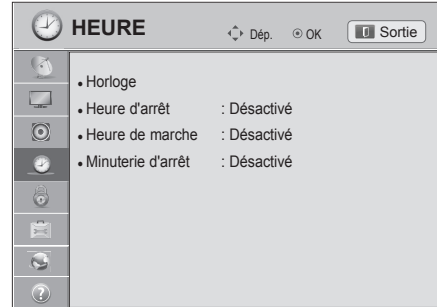 HEURE Dép. OK Sortie
• Horloge
• Heure d'arrêt : Désactivé
• Heure de marche : Désactivé
• Minuterie d'arrêt : Désactivé